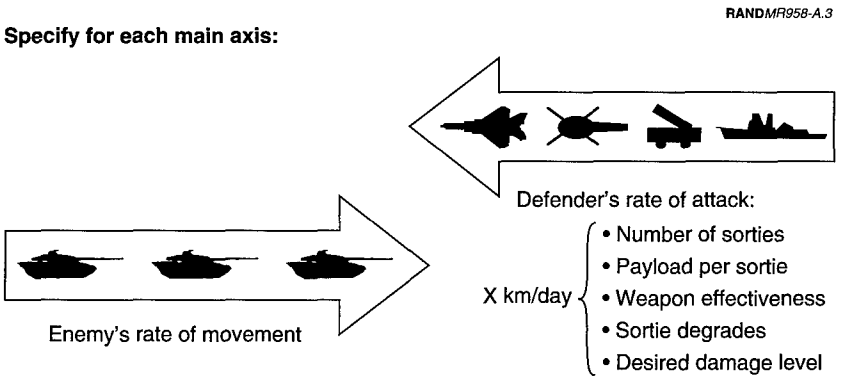 RANDMR958-A.3
Specify for each main axis:
Defender's rate of attack:
• Number of sorties
• Payload per sortie
X km/day
• Weapon effectiveness
• Sortie degrades
• Desired damage level
Enemy's rate of movement